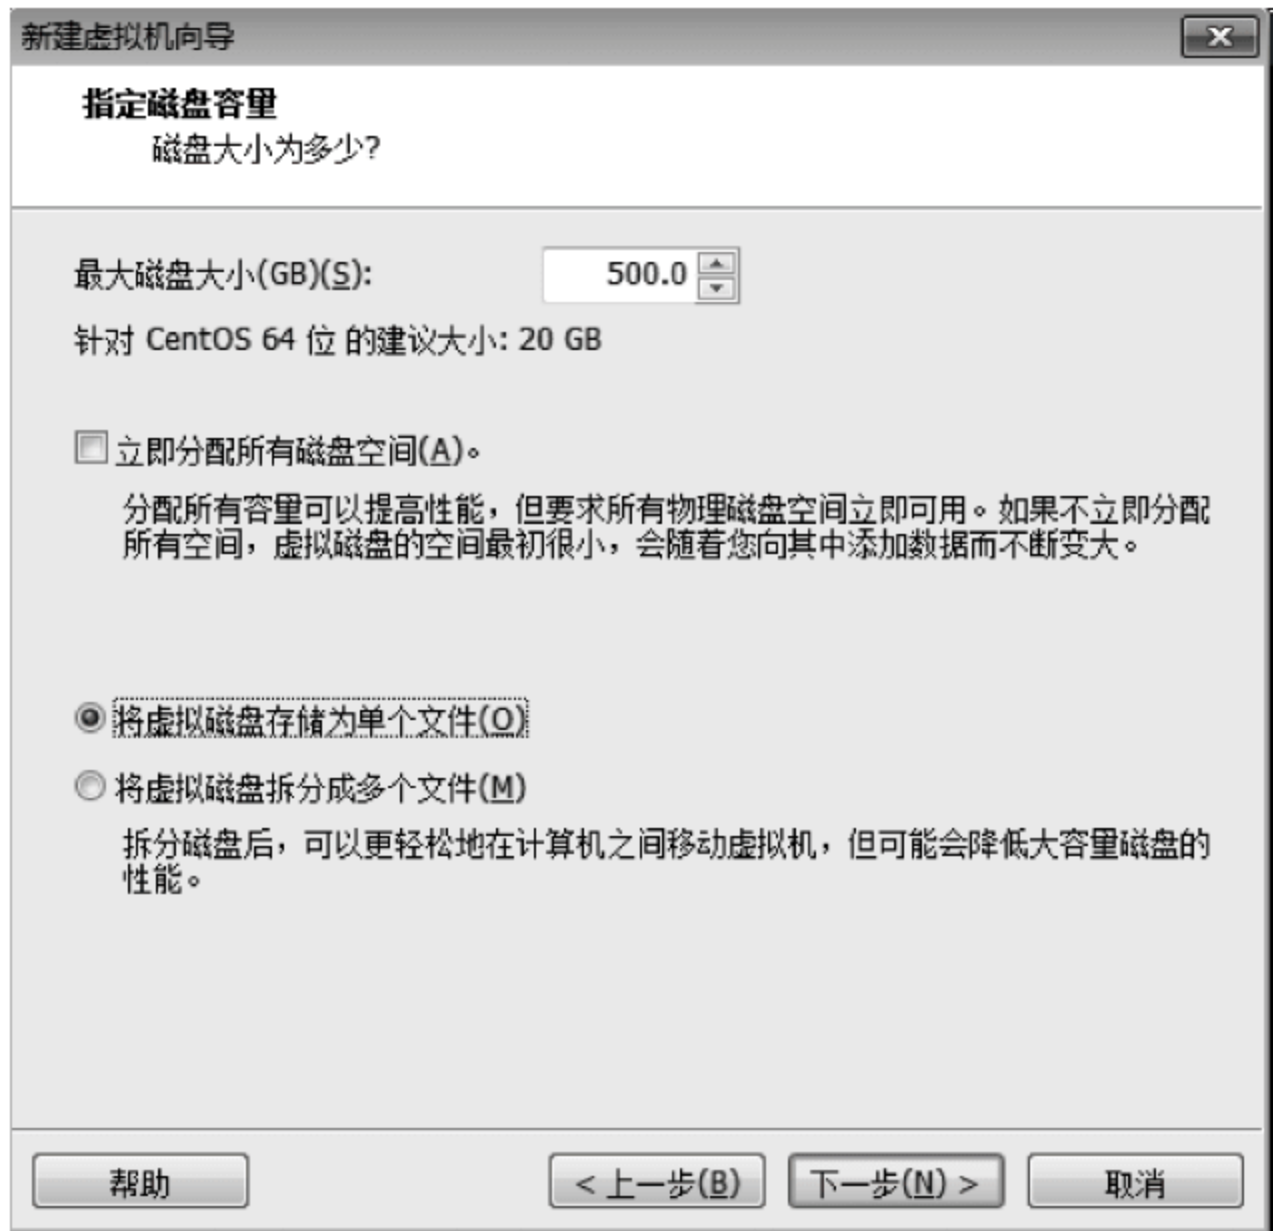 新建虚拟机向导
指定磁盘容量
磁盘大小为多少?
最大磁盘大小(GB)(S): 500.0
针对 CentOS 64 位 的建议大小: 20 GB
立即分配所有磁盘空间(A)。
分配所有容量可以提高性能，但要求所有物理磁盘空间立即可用。如果不立即分配
所有空间，虚拟磁盘的空间最初很小，会随着您向其中添加数据而不断变大。
将虚拟磁盘存储为单个文件(O)
将虚拟磁盘拆分成多个文件(M)
拆分磁盘后，可以更轻松地在计算机之间移动虚拟机，但可能会降低大容量磁盘的
性能。
帮助 < 上一步(B) 下一步(N) > 取消